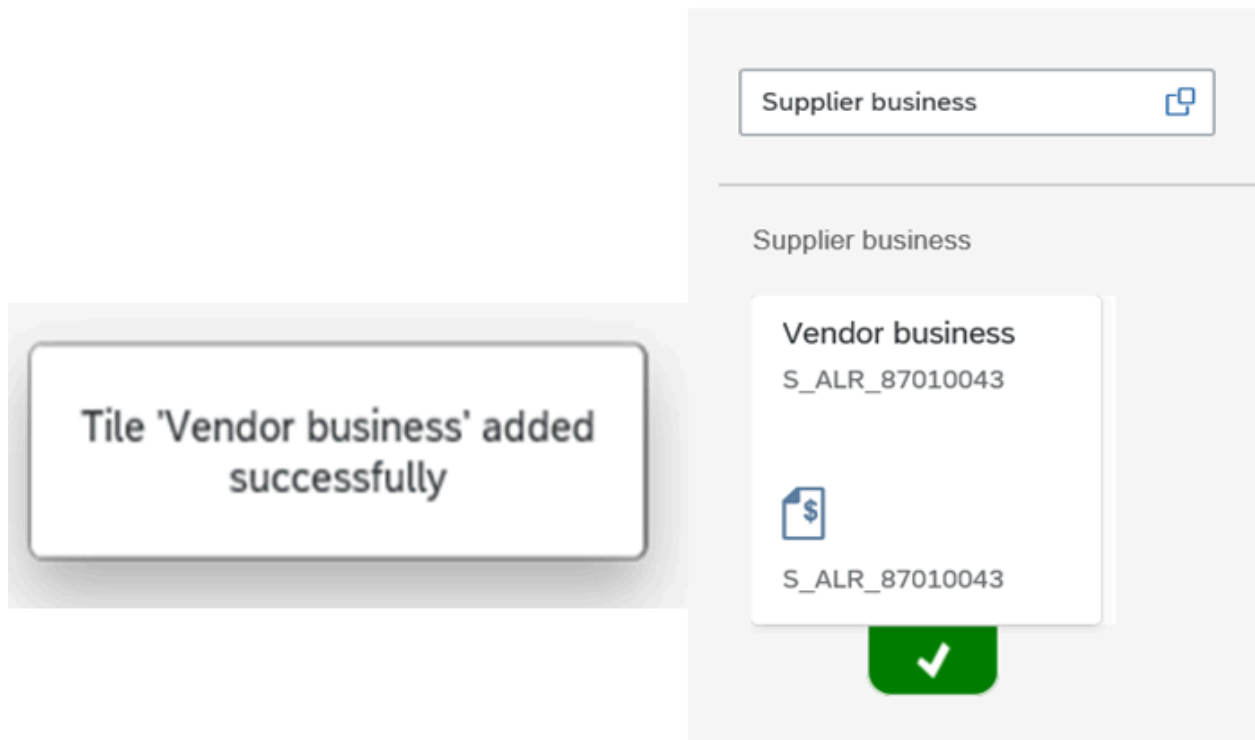 Tile 'Vendor business' added
successfully
Supplier business
Supplier business
Vendor business
S_ALR_87010043
$
S_ALR_87010043